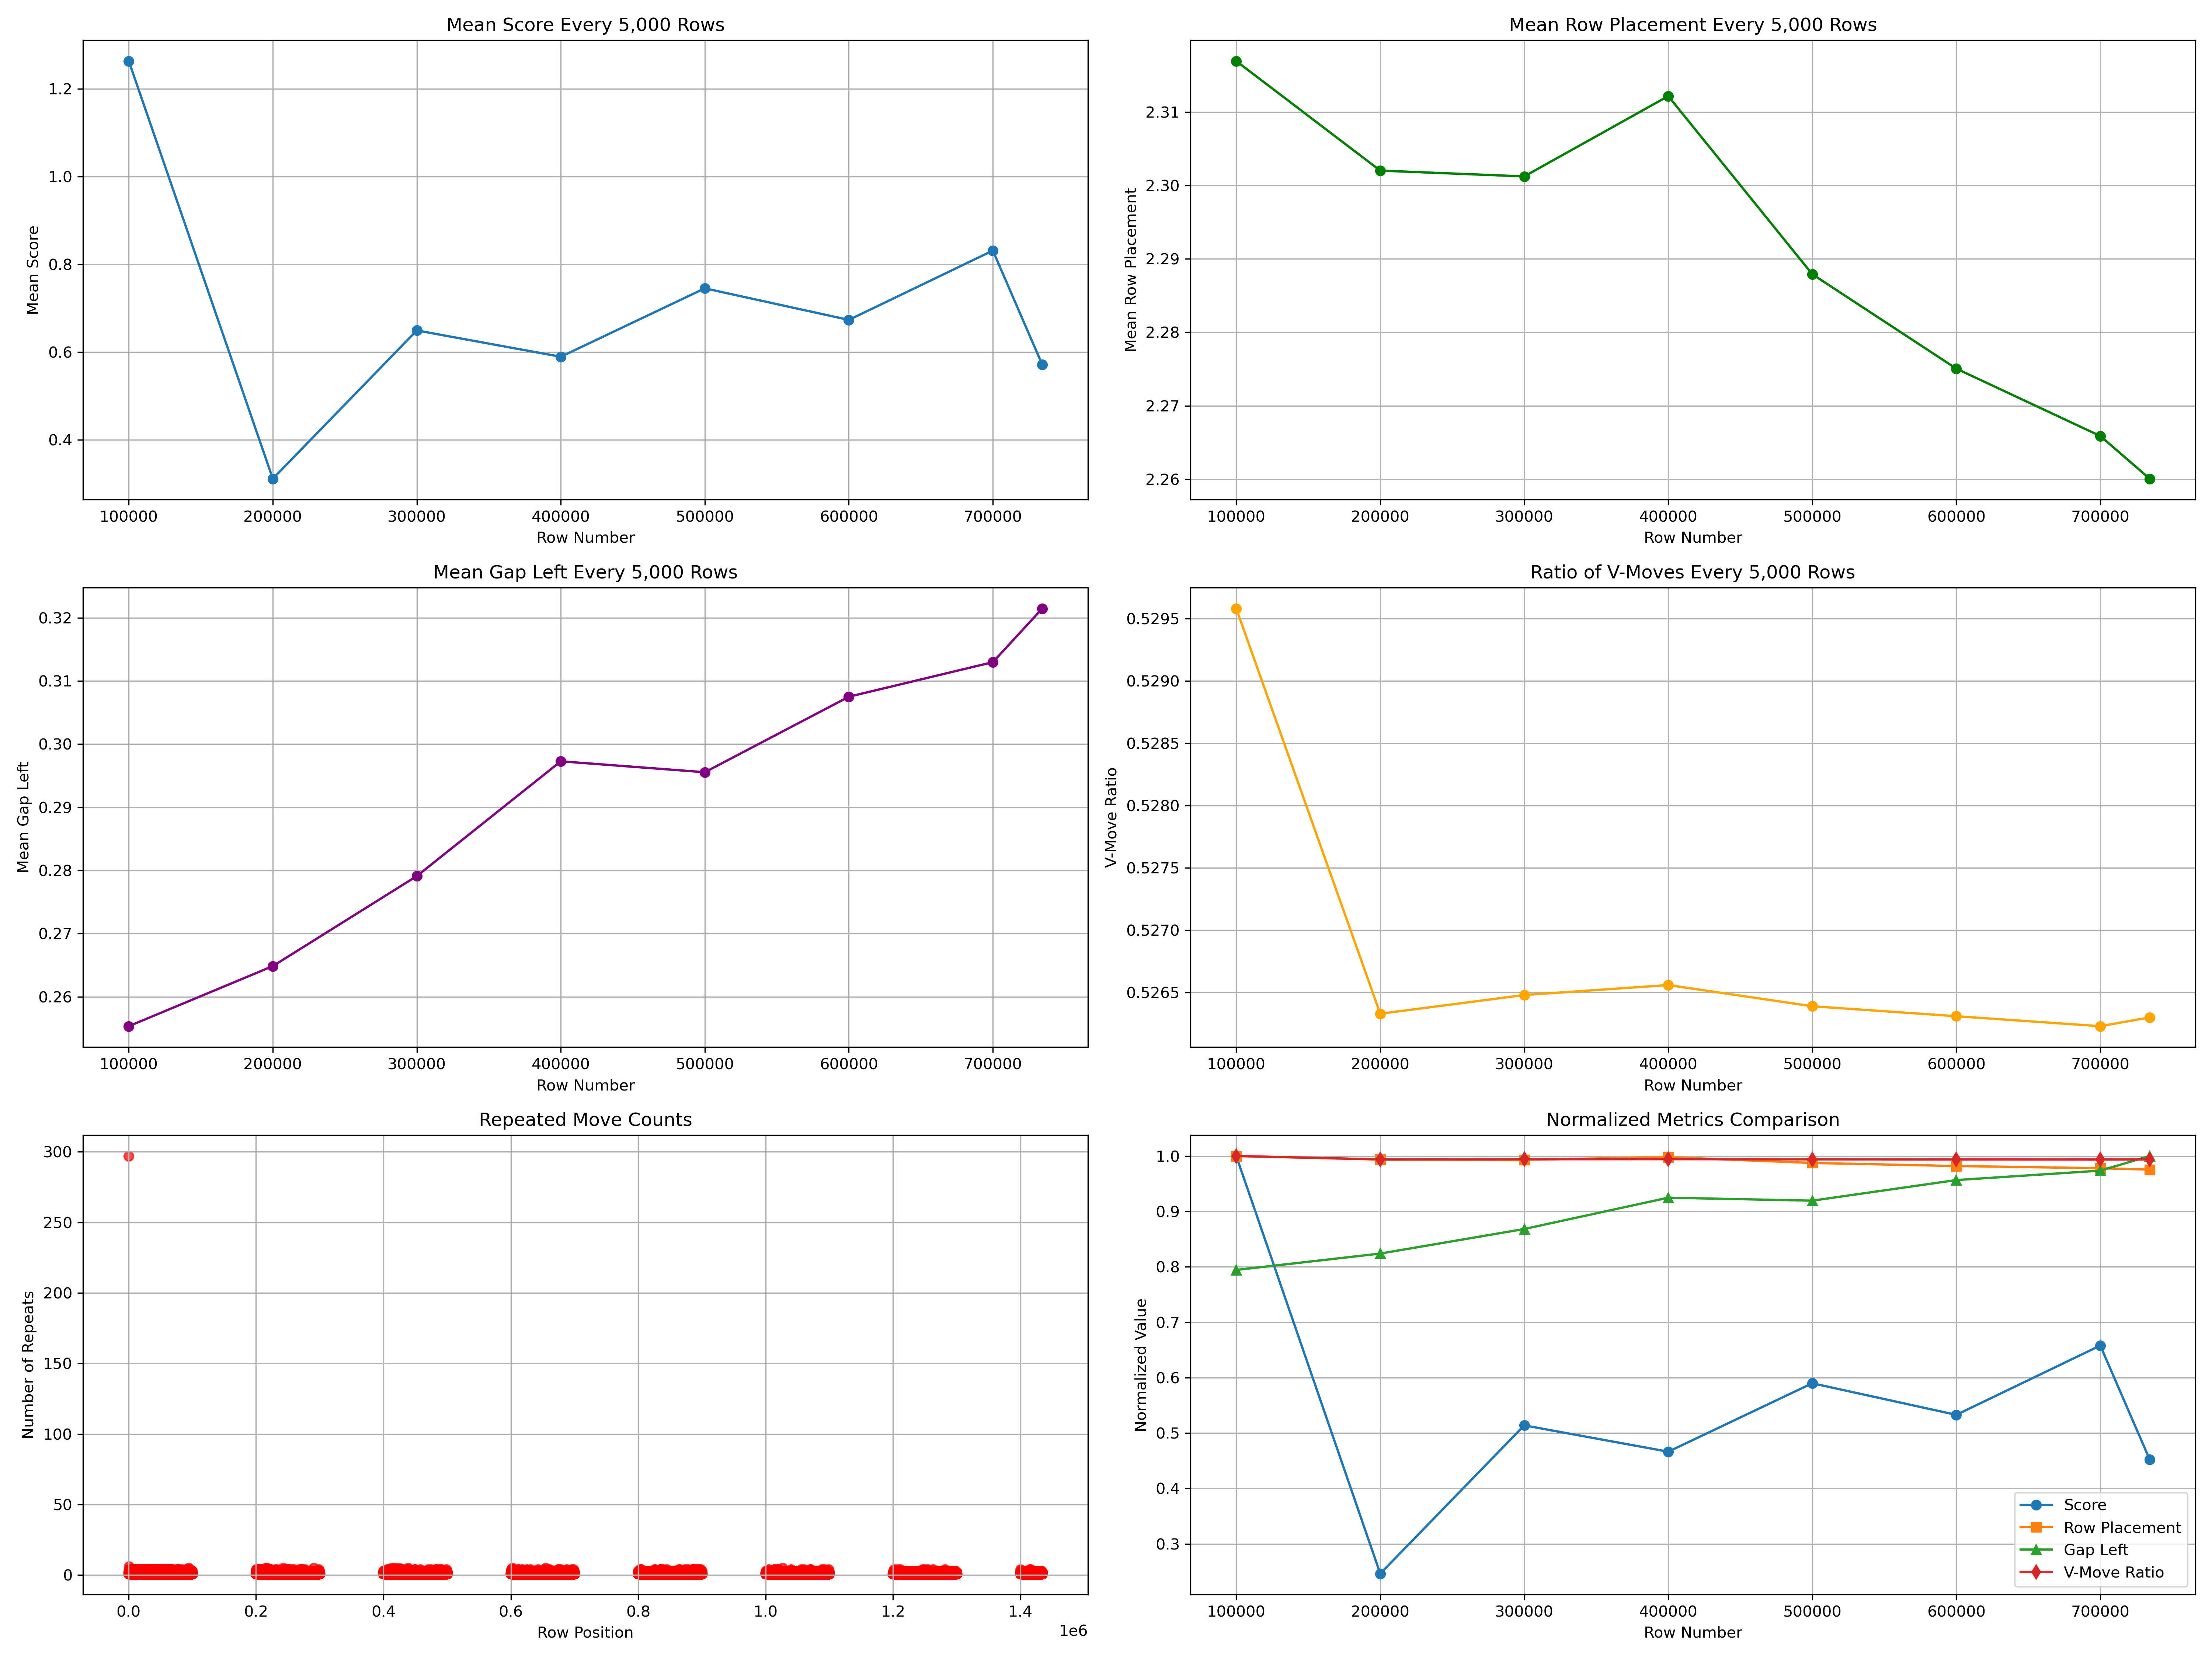 Mean Score Every 5,000 Rows
Mean Score
1.2
1.0
0.8
0.6
0.4
100000 200000 300000 400000 500000 600000 700000
Row Number
Mean Row Placement Every 5,000 Rows
Mean Row Placement
2.31
2.30
2.29
2.28
2.27
2.26
100000 200000 300000 400000 500000 600000 700000
Row Number
Mean Gap Left Every 5,000 Rows
Mean Gap Left
0.32
0.31
0.30
0.29
0.28
0.27
0.26
100000 200000 300000 400000 500000 600000 700000
Row Number
Ratio of V-Moves Every 5,000 Rows
V-Move Ratio
0.5295
0.5290
0.5285
0.5280
0.5275
0.5270
0.5265
100000 200000 300000 400000 500000 600000 700000
Row Number
Repeated Move Counts
Number of Repeats
300
250
200
150
100
50
0
0.0 0.2 0.4 0.6 0.8 1.0 1.2 1.4
1e6
Row Position
Normalized Metrics Comparison
Normalized Value
1.0
0.9
0.8
0.7
0.6
0.5
0.4
0.3
Score
Row Placement
Gap Left
V-Move Ratio
100000 200000 300000 400000 500000 600000 700000
Row Number